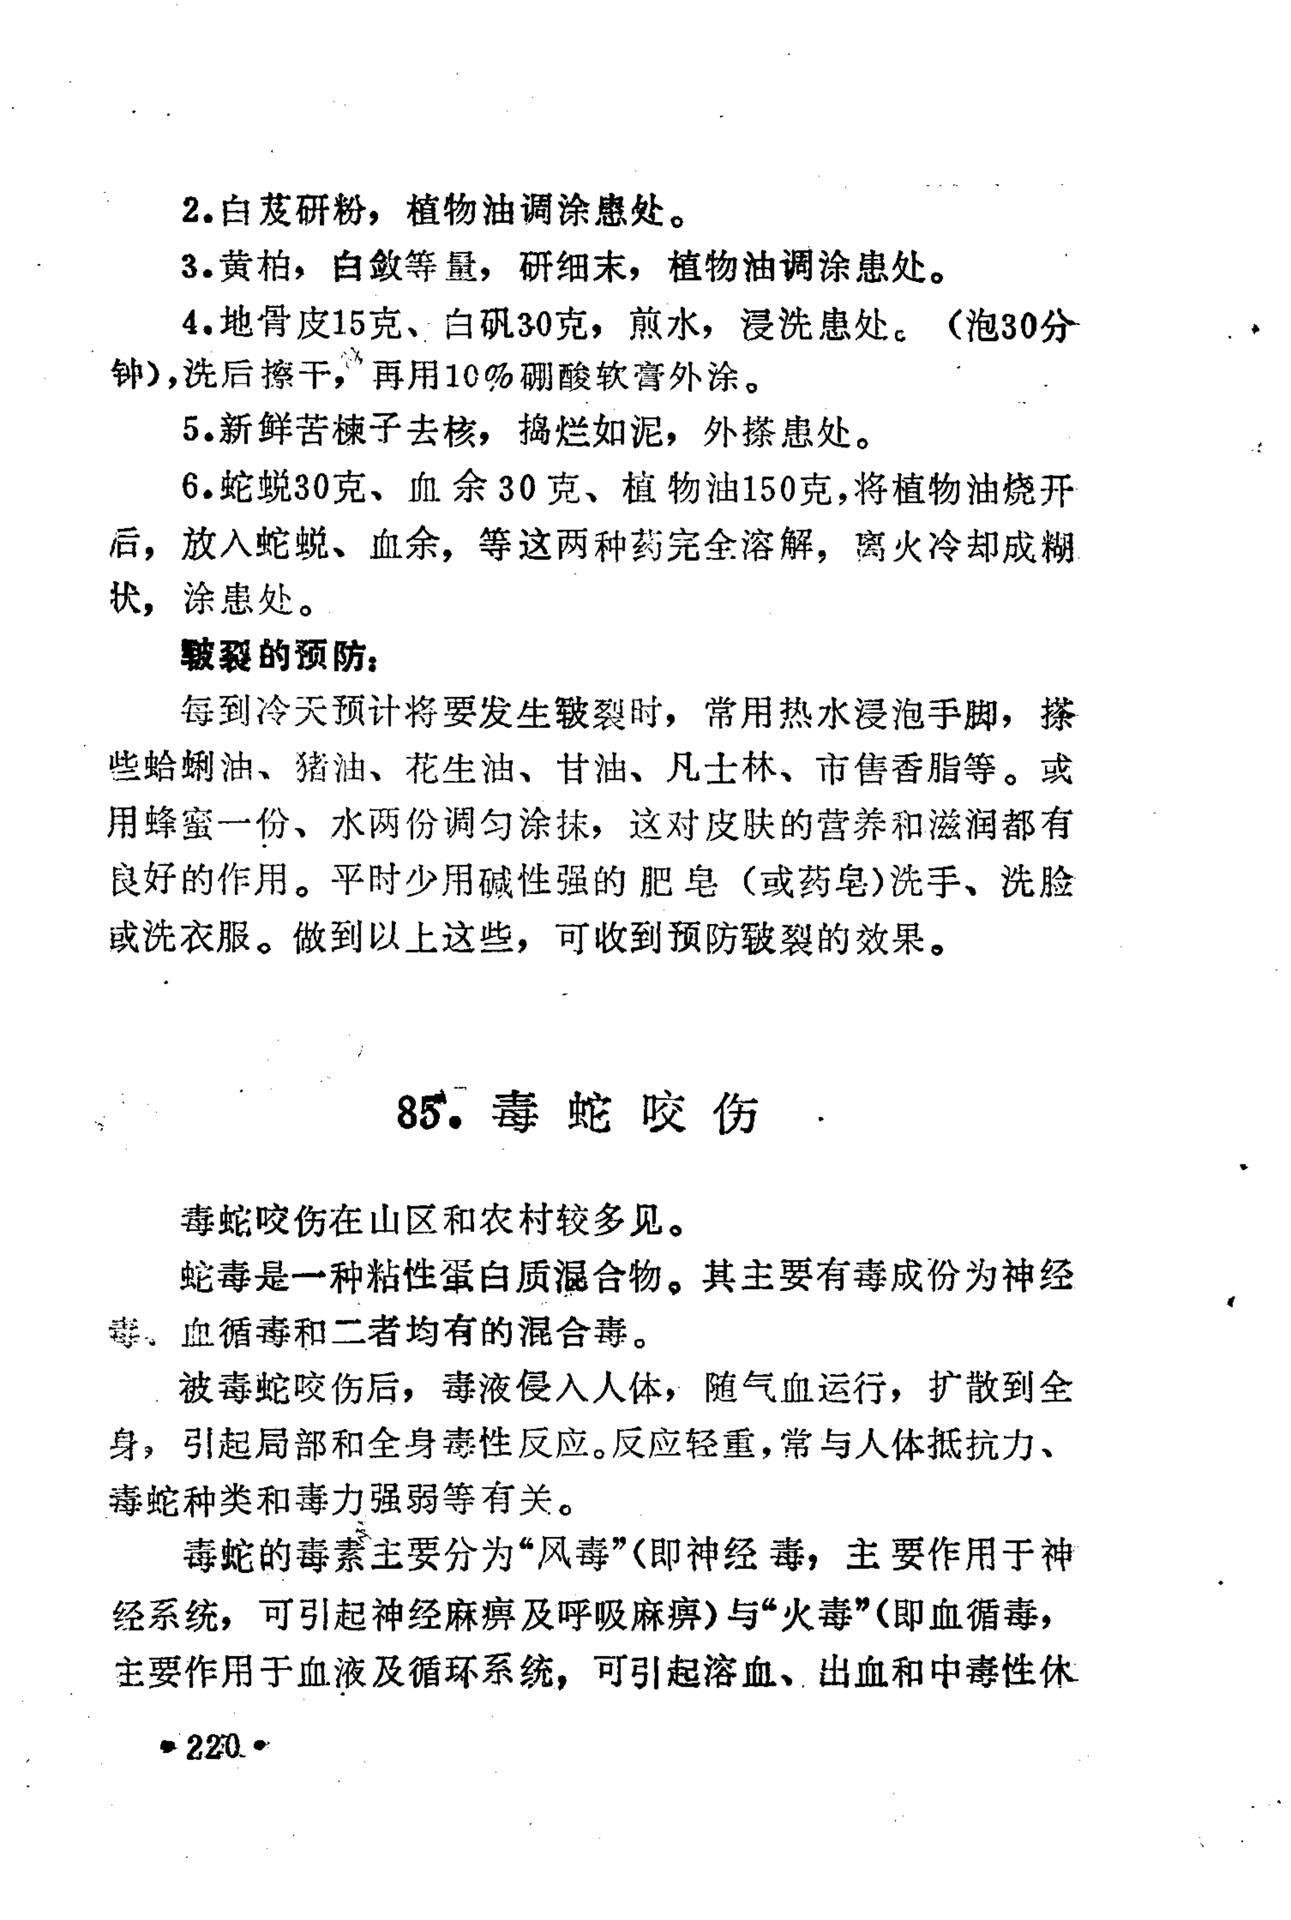 2.白芨研粉，植物油调涂患处。
3.黄柏，白敛等量，研细末，植物油调涂患处。
4.地骨皮15克、白矾30克，煎水，浸洗患处。（泡30分
钟），洗后擦干，再用10%硼酸软膏外涂。
5.新鲜苦楝子去核，捣烂如泥，外搽患处。
6.蛇蜕30克、血余30克、植物油150克，将植物油烧开
后，放入蛇蜕、血余，等这两种药完全溶解，离火冷却成糊
状，涂患处。
皲裂的预防：
每到冷天预计将要发生皲裂时，常用热水浸泡手脚，搽
些蛤蜊油、猪油、花生油、甘油、凡士林、市售香脂等。或
用蜂蜜一份、水两份调匀涂抹，这对皮肤的营养和滋润都有
良好的作用。平时少用碱性强的肥皂（或药皂）洗手、洗脸
或洗衣服。做到以上这些，可收到预防皲裂的效果。
85.毒蛇咬伤
毒蛇咬伤在山区和农村较多见。
蛇毒是一种粘性蛋白质混合物。其主要有毒成份为神经
毒、血循毒和二者均有的混合毒。
被毒蛇咬伤后，毒液侵入人体，随气血运行，扩散到全
身，引起局部和全身毒性反应。反应轻重，常与人体抵抗力、
毒蛇种类和毒力强弱等有关。
毒蛇的毒素主要分为“风毒”（即神经毒，主要作用于神
经系统，可引起神经麻痹及呼吸麻痹）与“火毒”（即血循毒，
主要作用于血液及循环系统，可引起溶血、出血和中毒性休
•220•